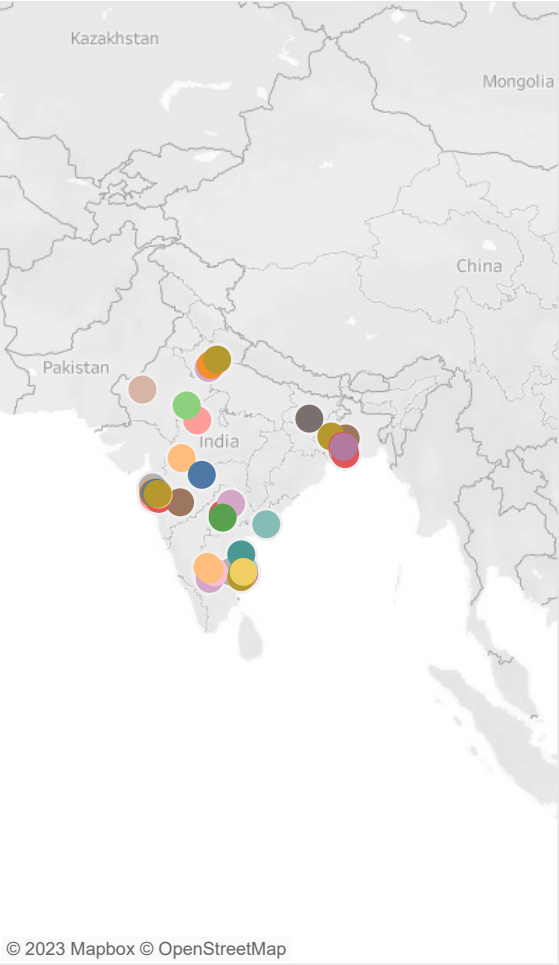 Kazakhstan
Mongolia
China
Pakistan
India
© 2023 Mapbox © OpenStreetMap